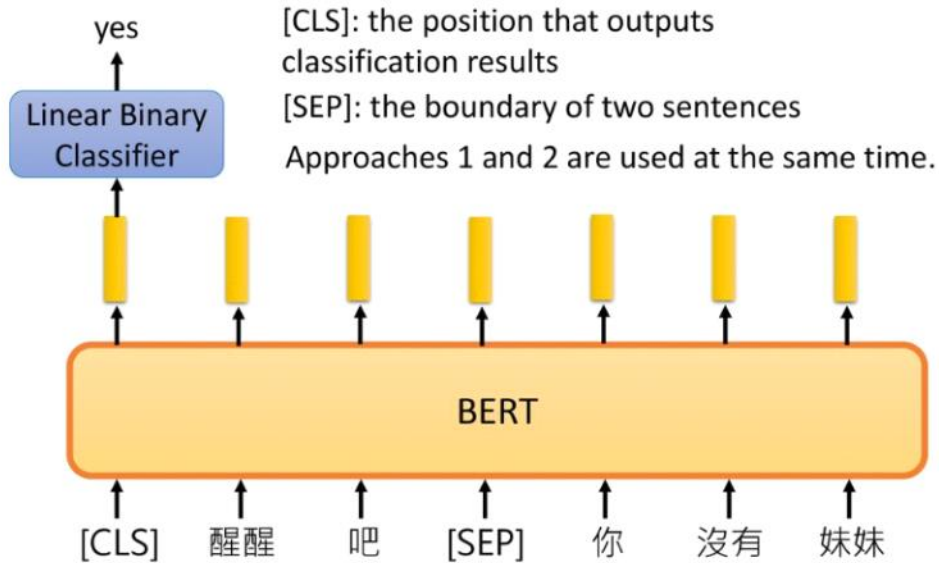 yes
[CLS]: the position that outputs
classification results
[SEP]: the boundary of two sentences
Approaches 1 and 2 are used at the same time.
Linear Binary
Classifier
BERT
[CLS] 醒醒 吧 [SEP] 你 沒有 妹妹